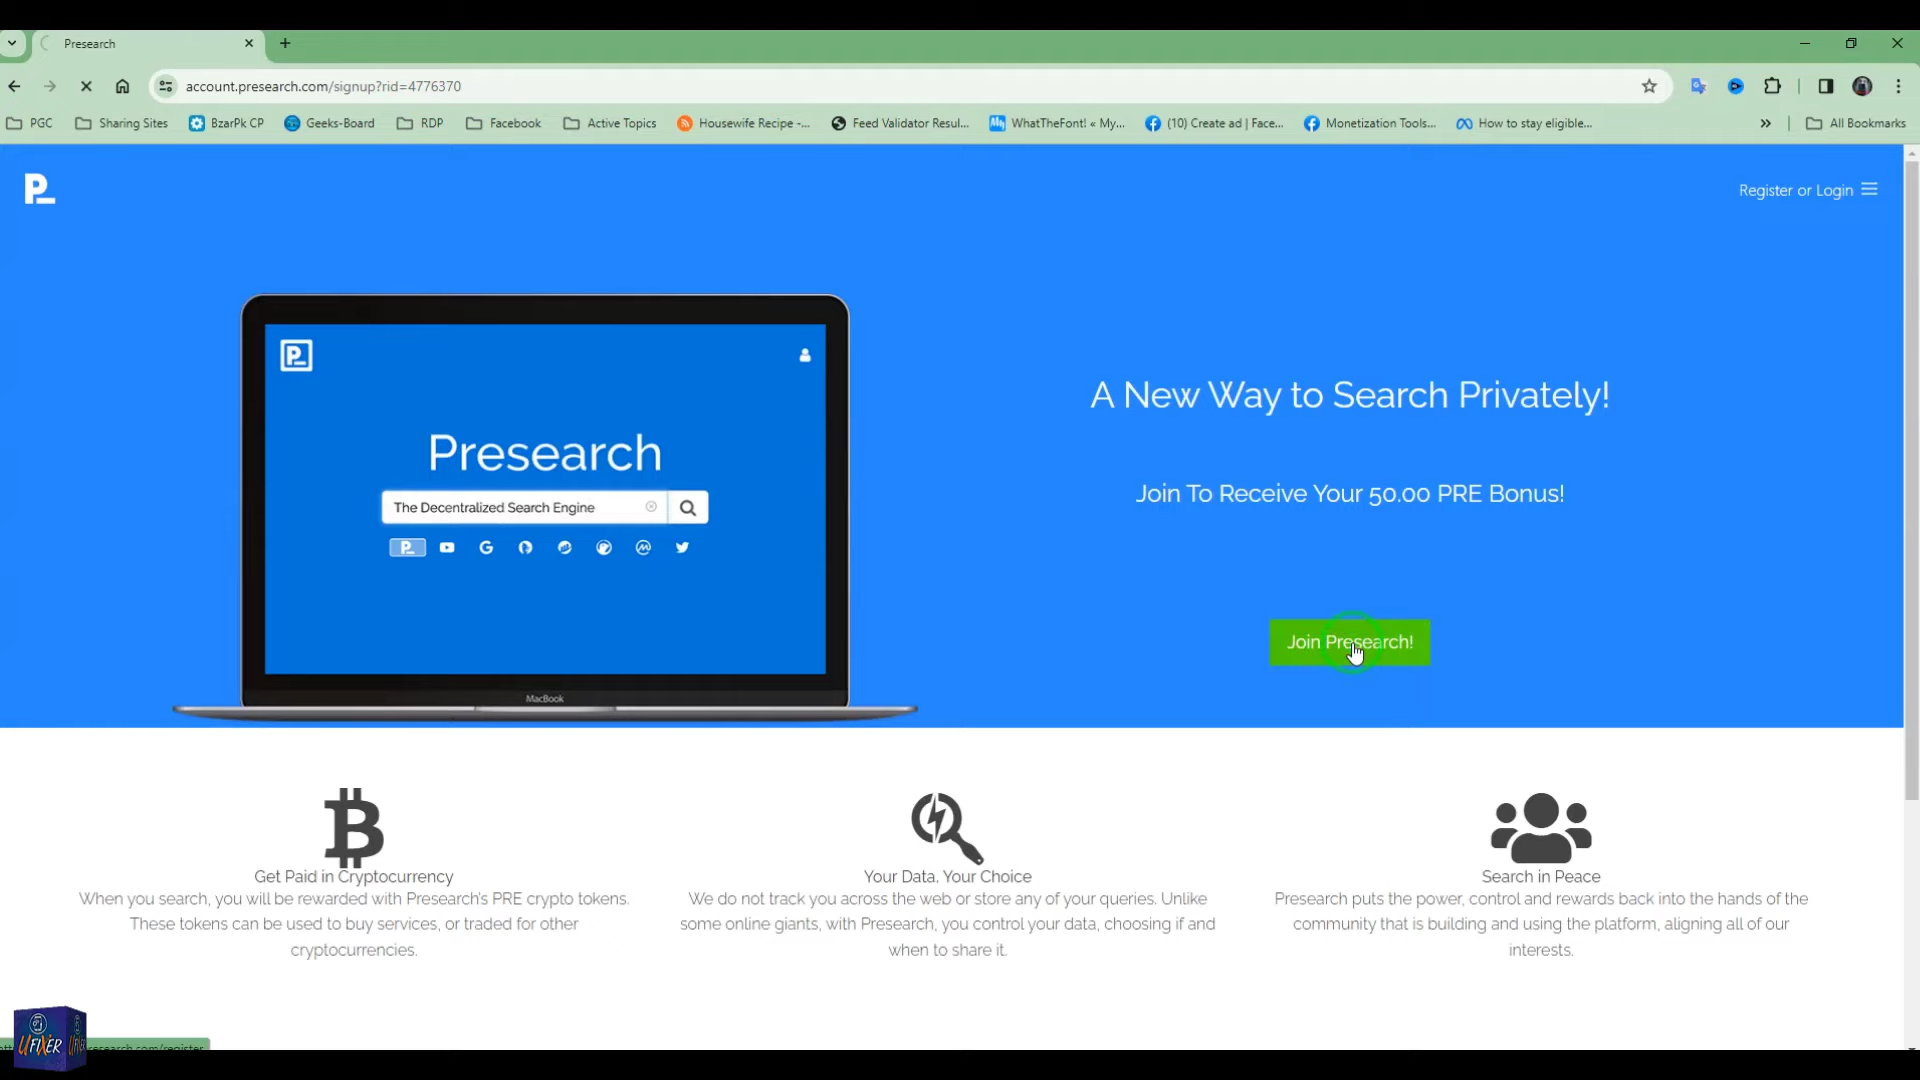 Presearch
account.presearch.com/signup?rid=4776370
PGC
Sharing Sites
BzarPk CP
Geeks-Board
RDP
Facebook
Active Topics
Housewife Recipe -...
Feed Validator Resul...
WhatTheFont! « My...
(10) Create ad | Face...
Monetization Tools...
How to stay eligible...
»
All Bookmarks
P_
Register or Login
P_
Presearch
The Decentralized Search Engine
MacBook
A New Way to Search Privately!
Join To Receive Your 50.00 PRE Bonus!
Join Presearch!
Get Paid in Cryptocurrency
When you search, you will be rewarded with Presearch's PRE crypto tokens.
These tokens can be used to buy services, or traded for other
cryptocurrencies.
Your Data. Your Choice
We do not track you across the web or store any of your queries. Unlike
some online giants, with Presearch, you control your data, choosing if and
when to share it.
Search in Peace
Presearch puts the power, control and rewards back into the hands of the
community that is building and using the platform, aligning all of our
interests.
UFIXER